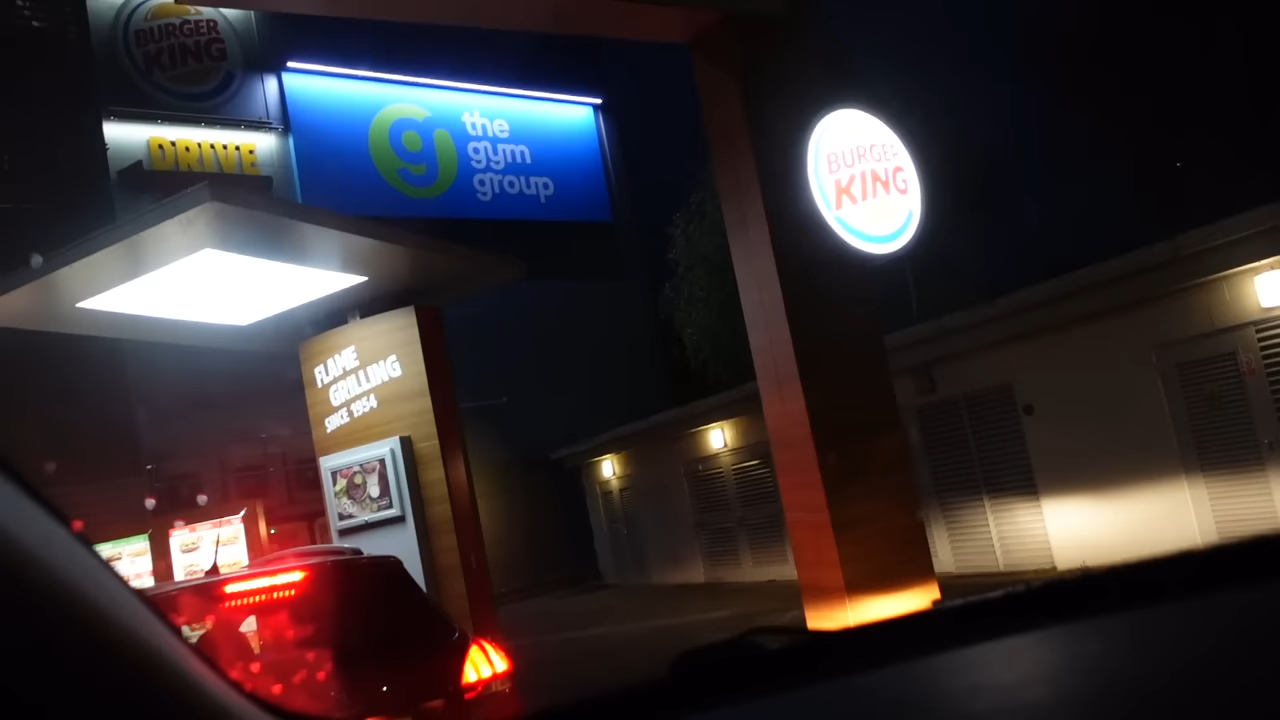 BURGER
KING
DRIVE
the
gym
group
BURGER
KING
FLAME
GRILLING
SINCE 1954